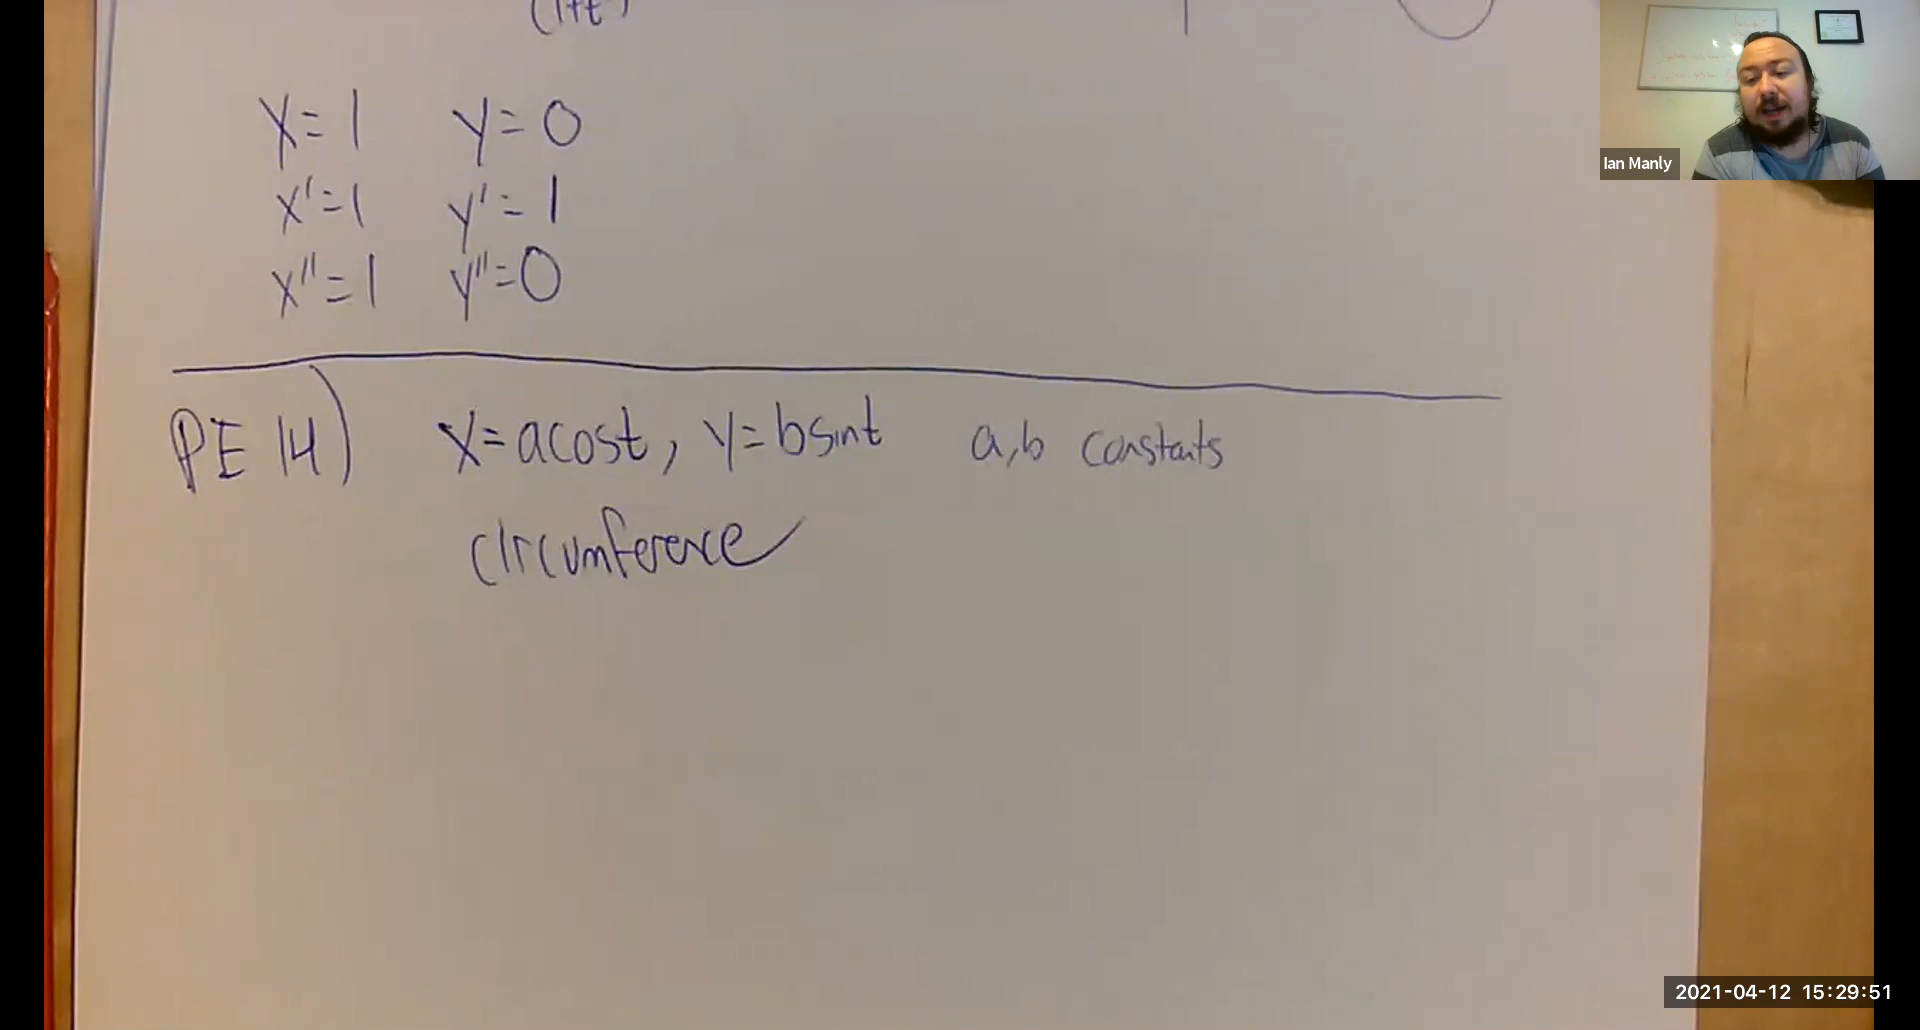 x=1 y=0
x'=1 y'=1
x''=1 y''=0
PE 14) x=acost, y=bsint a,b constants
circumference
Ian Manly
2021-04-12 15:29:51